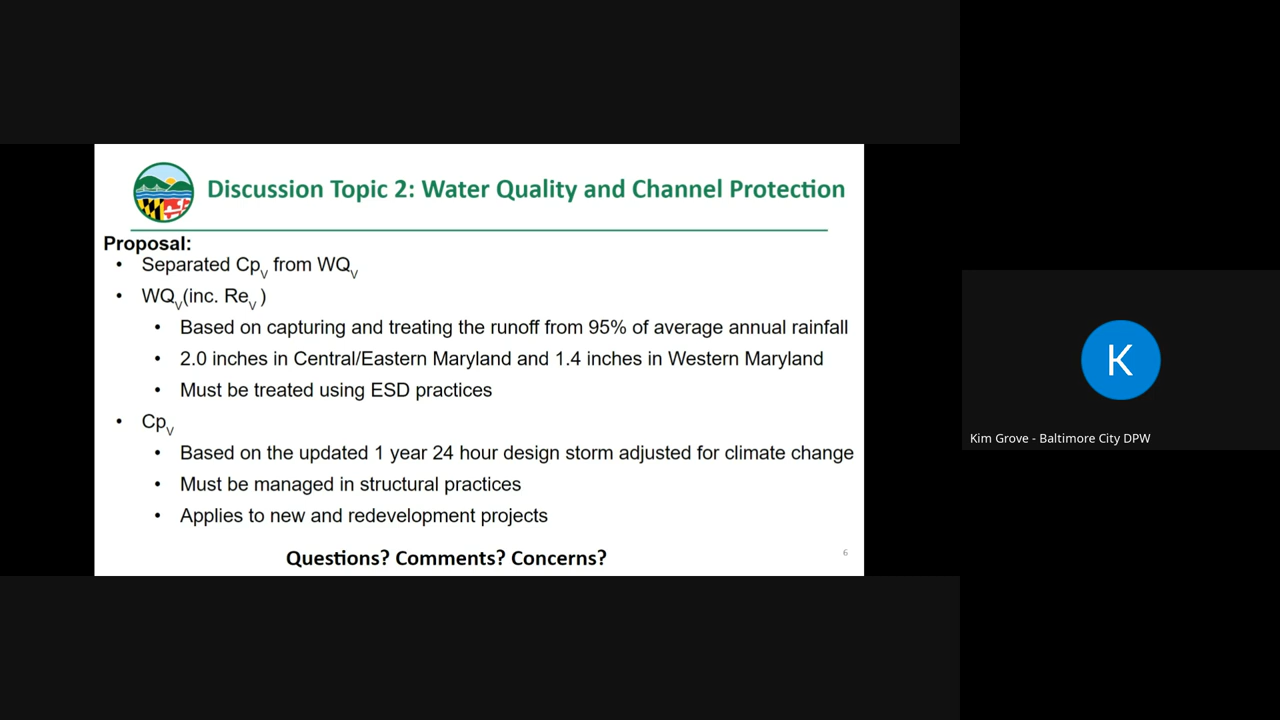 Discussion Topic 2: Water Quality and Channel Protection
Proposal:
• Separated CpV from WQV
• WQV(inc. ReV )
• Based on capturing and treating the runoff from 95% of average annual rainfall
• 2.0 inches in Central/Eastern Maryland and 1.4 inches in Western Maryland
• Must be treated using ESD practices
• CpV
• Based on the updated 1 year 24 hour design storm adjusted for climate change
• Must be managed in structural practices
• Applies to new and redevelopment projects
Questions? Comments? Concerns?
6
K
Kim Grove - Baltimore City DPW